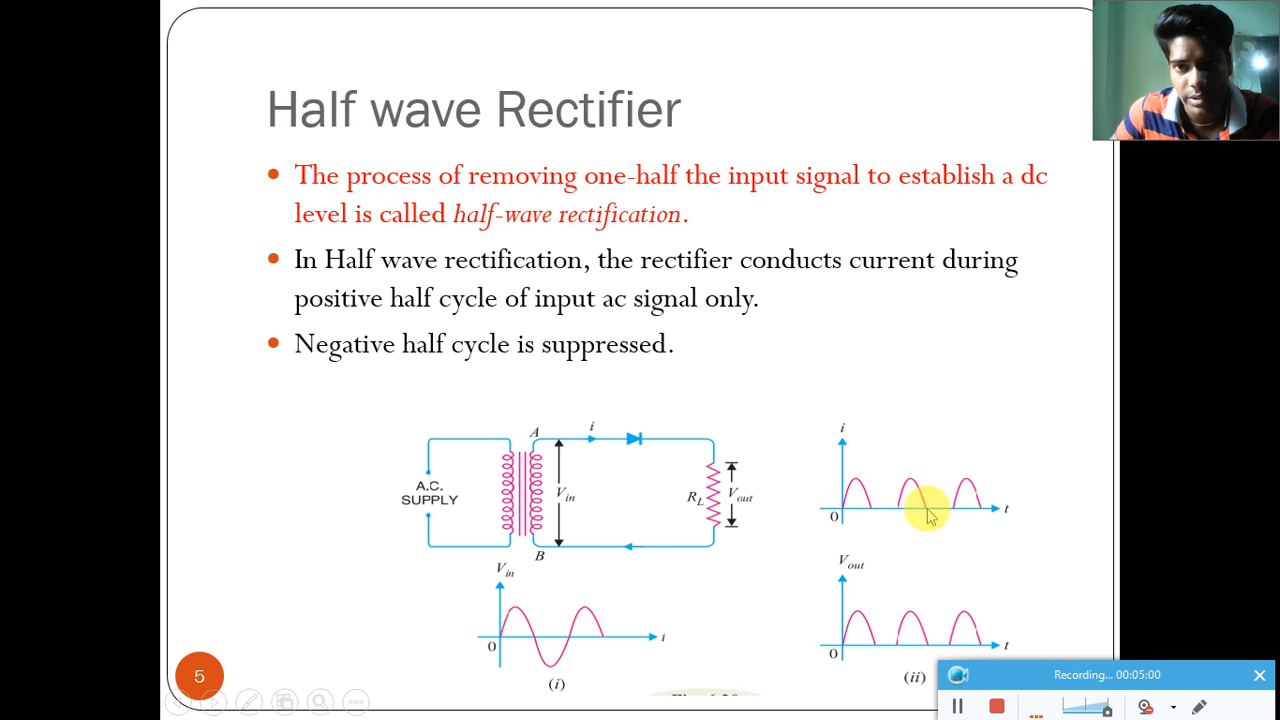 Half wave Rectifier
The process of removing one-half the input signal to establish a dc
level is called half-wave rectification.
In Half wave rectification, the rectifier conducts current during
positive half cycle of input ac signal only.
Negative half cycle is suppressed.
A
i
A.C.
SUPPLY
Vin
RL
Vout
B
i
0
t
Vin
0
i
(i)
Vout
0
t
(ii)
5
Recording... 00:05:00